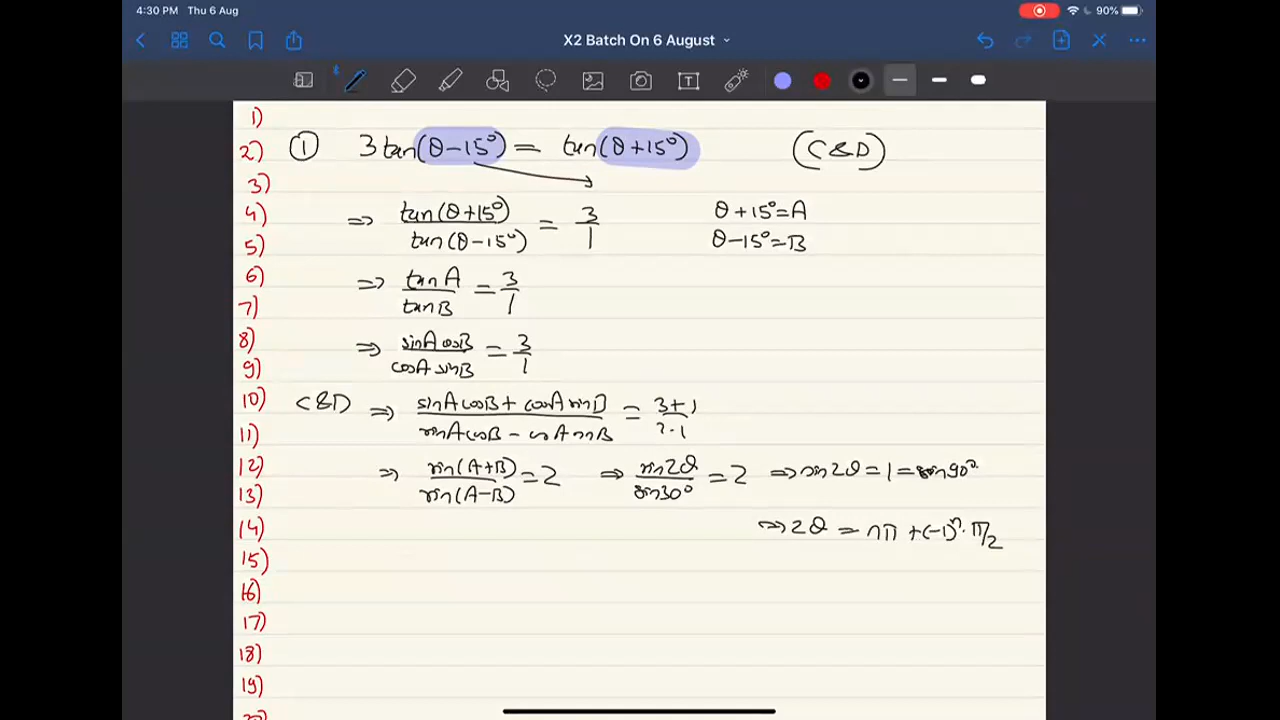 4:30 PM Thu 6 Aug 90%
X2 Batch On 6 August
1)
2) ① 3tan(θ-15°) = tan(θ+15°) (C&D)
3)
4) ⇒ tan(θ+15°)/tan(θ-15°) = 3/1 θ+15°=A
5) θ-15°=B
6) ⇒ tanA/tanB = 3/1
7)
8) ⇒ sinA cosB/cosA sinB = 3/1
9)
10) C&D ⇒ sinA cosB + cosA sinB/sinA cosB - cosA sinB = 3+1/3-1
11)
12) ⇒ sin(A+B)/sin(A-B) = 2 ⇒ sin2θ/sin30° = 2 ⇒ sin2θ = 1 = sin90°
13)
14) ⇒ 2θ = nπ + (-1)ⁿ. π/2
15)
16)
17)
18)
19)